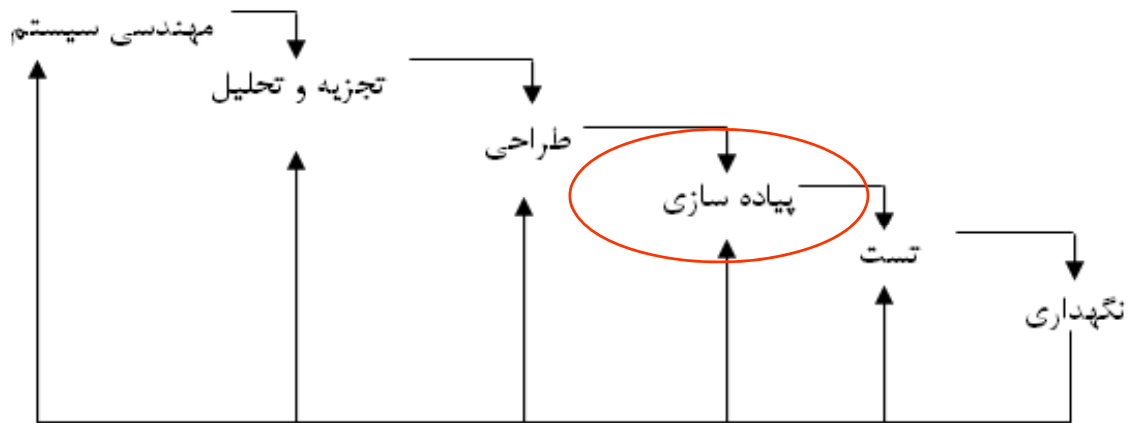 مهندسی سیستم
تجزیه و تحلیل
طراحی
پیاده سازی
تست
نگهداری